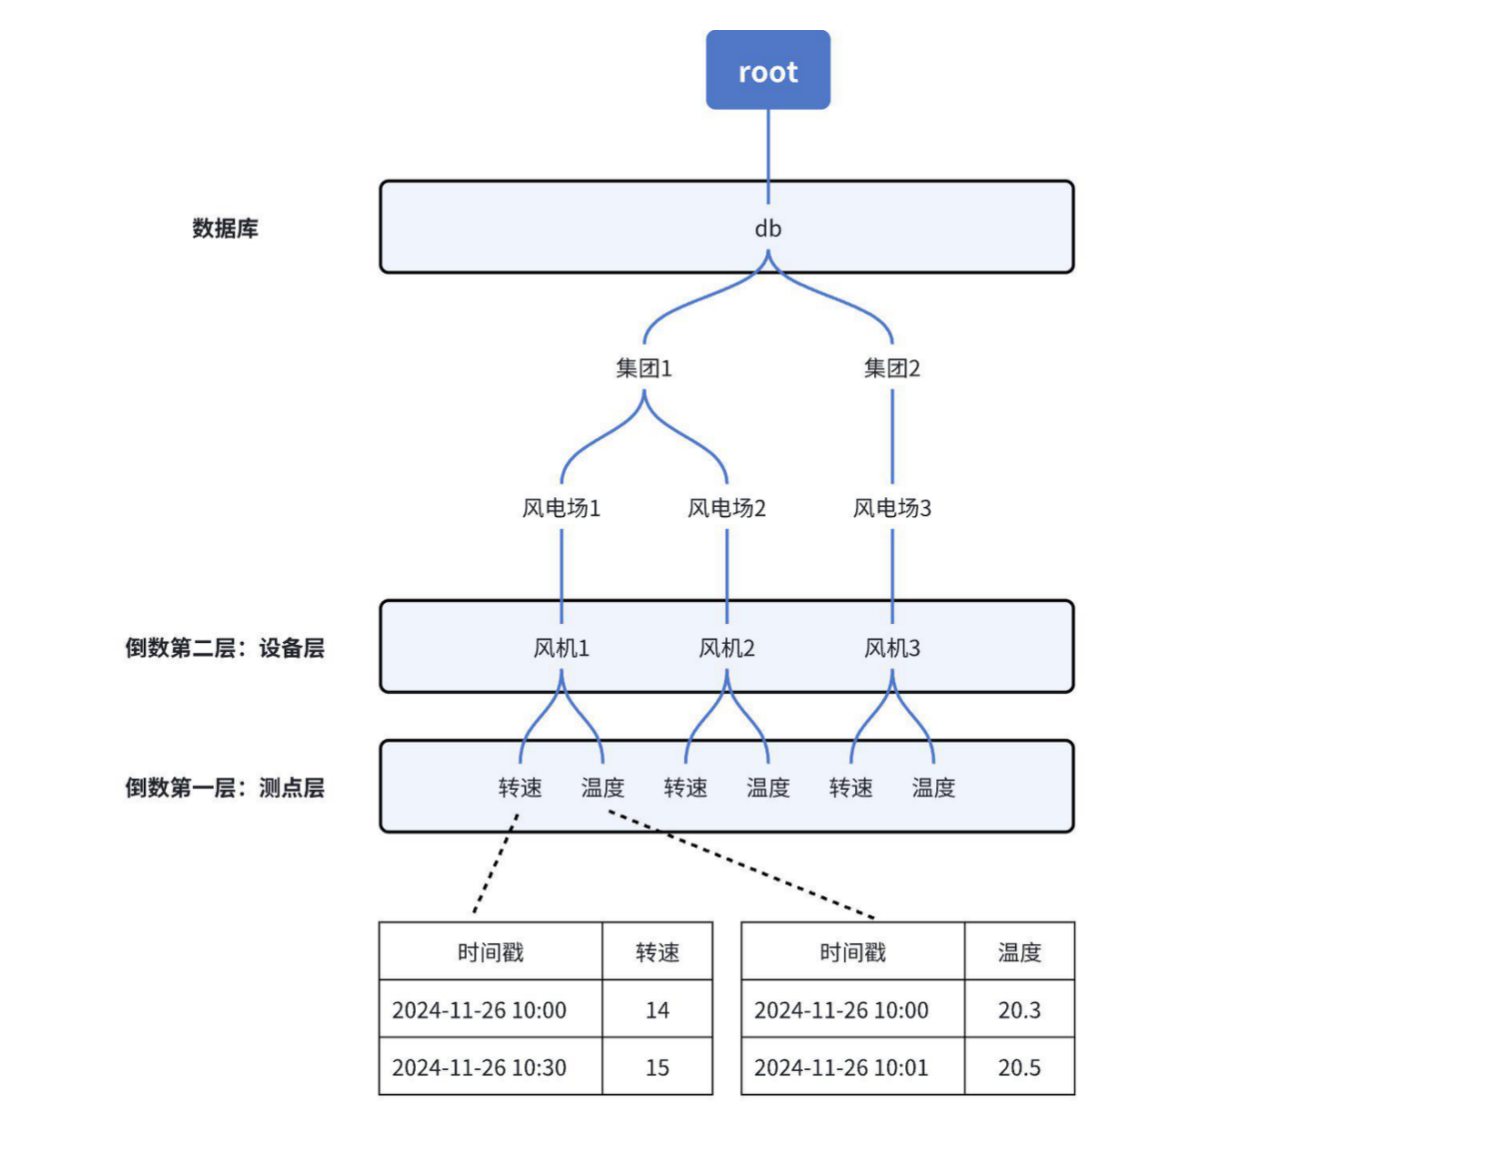 root
数据库
db
集团1 集团2
风电场1 风电场2 风电场3
倒数第二层：设备层
风机1 风机2 风机3
倒数第一层：测点层
转速 温度 转速 温度 转速 温度
时间戳 转速
2024-11-26 10:00 14
2024-11-26 10:30 15
时间戳 温度
2024-11-26 10:00 20.3
2024-11-26 10:01 20.5